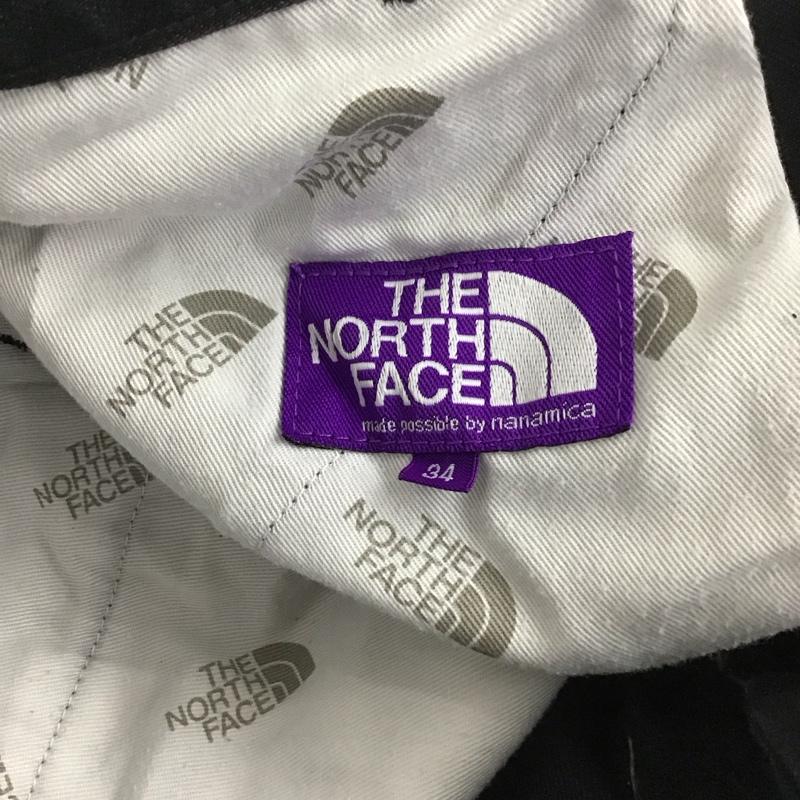 THE
NORTH
FACE
THE
NORTH
FACE
made possible by nanamica
34
THE
NORTH
FACE
THE
NORTH
FACE
THE
NORTH
FACE
THE
NORTH
FACE